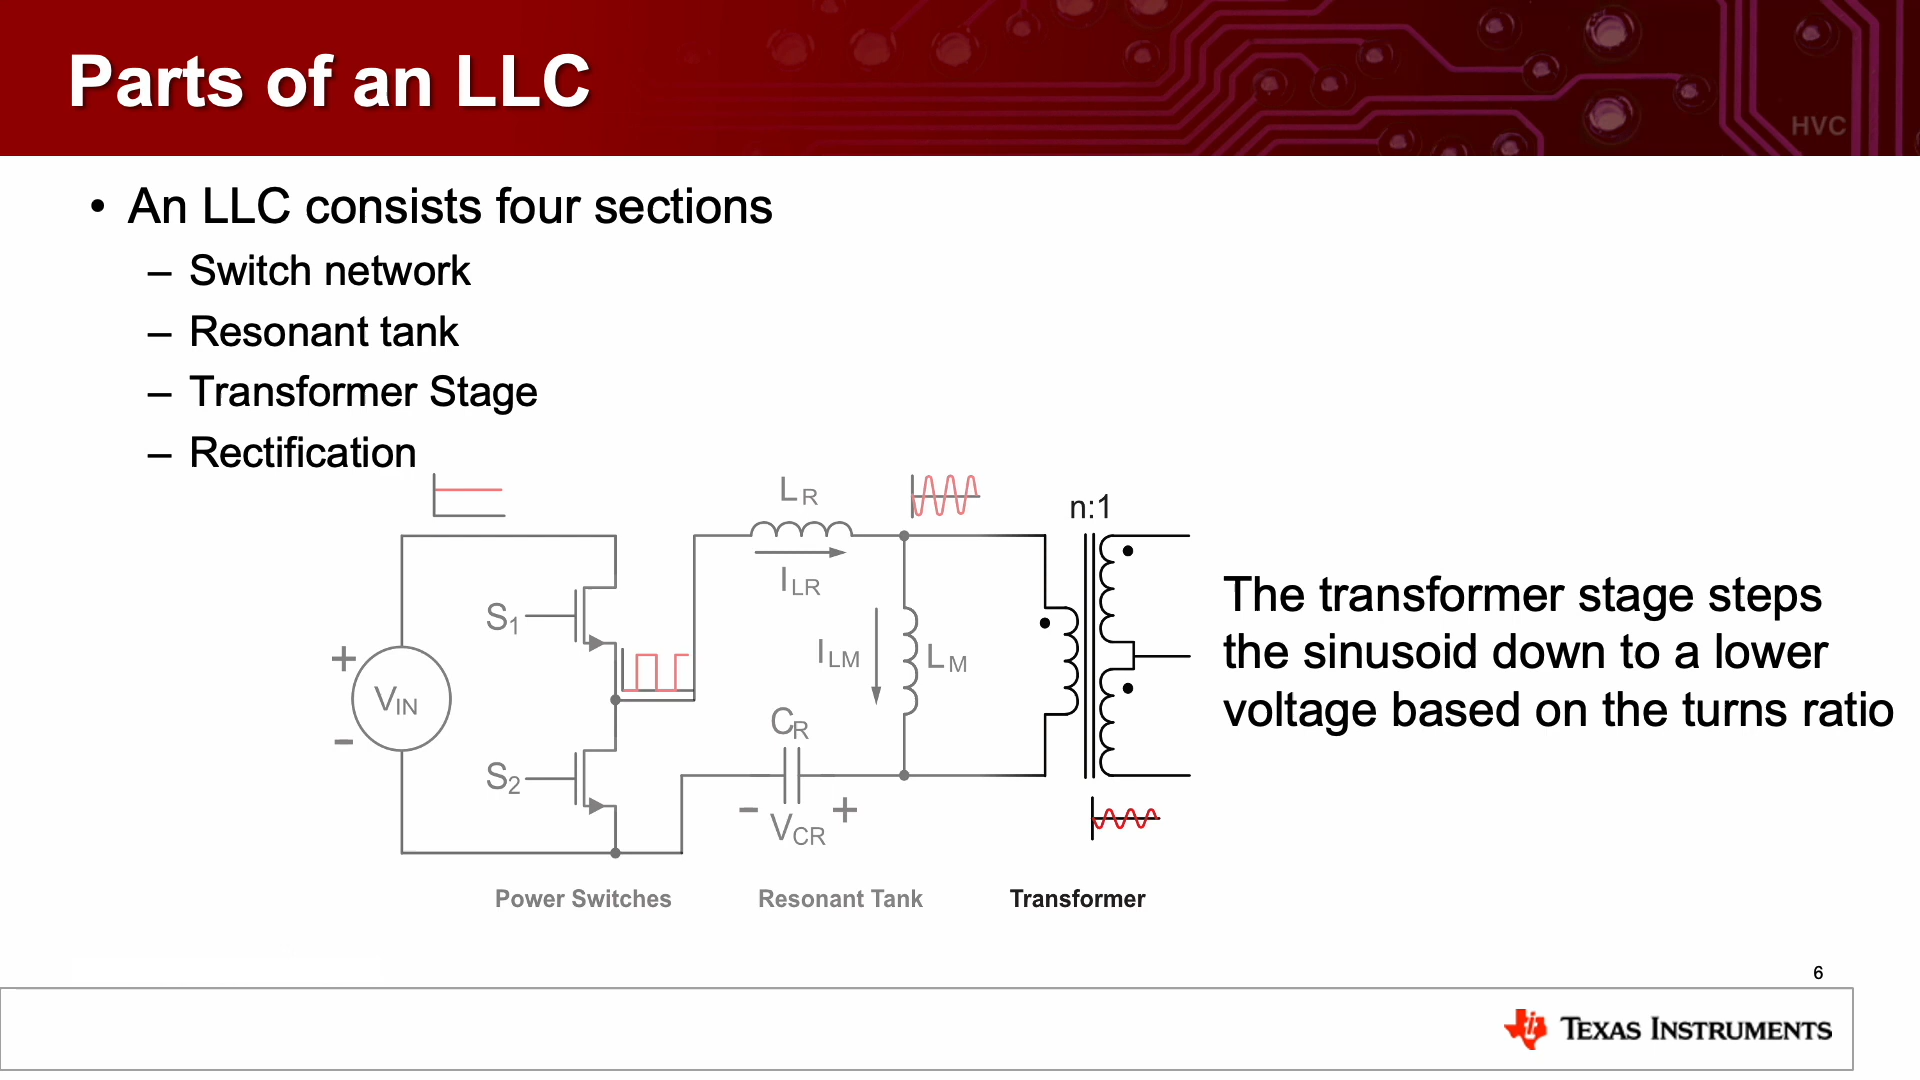 Parts of an LLC
HVC
• An LLC consists four sections
– Switch network
– Resonant tank
– Transformer Stage
– Rectification
LR
n:1
ILR
S1
The transformer stage steps
the sinusoid down to a lower
voltage based on the turns ratio
+
VIN
-
ILM
LM
CR
S2
- +
VCR
Power Switches
Resonant Tank
Transformer
6
TEXAS INSTRUMENTS